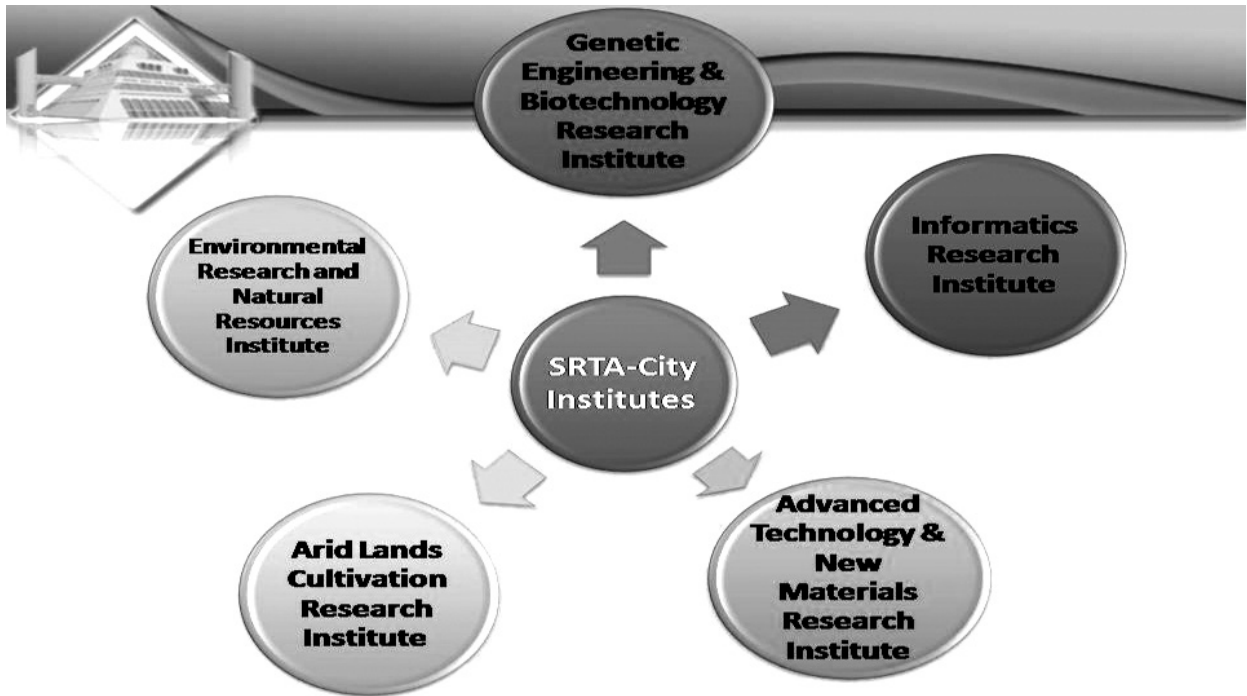 Genetic
Engineering &
Biotechnology
Research
Institute
Informatics
Research
Institute
Environmental
Research and
Natural
Resources
Institute
SRTA-City
Institutes
Advanced
Technology &
New
Materials
Research
Institute
Arid Lands
Cultivation
Research
Institute